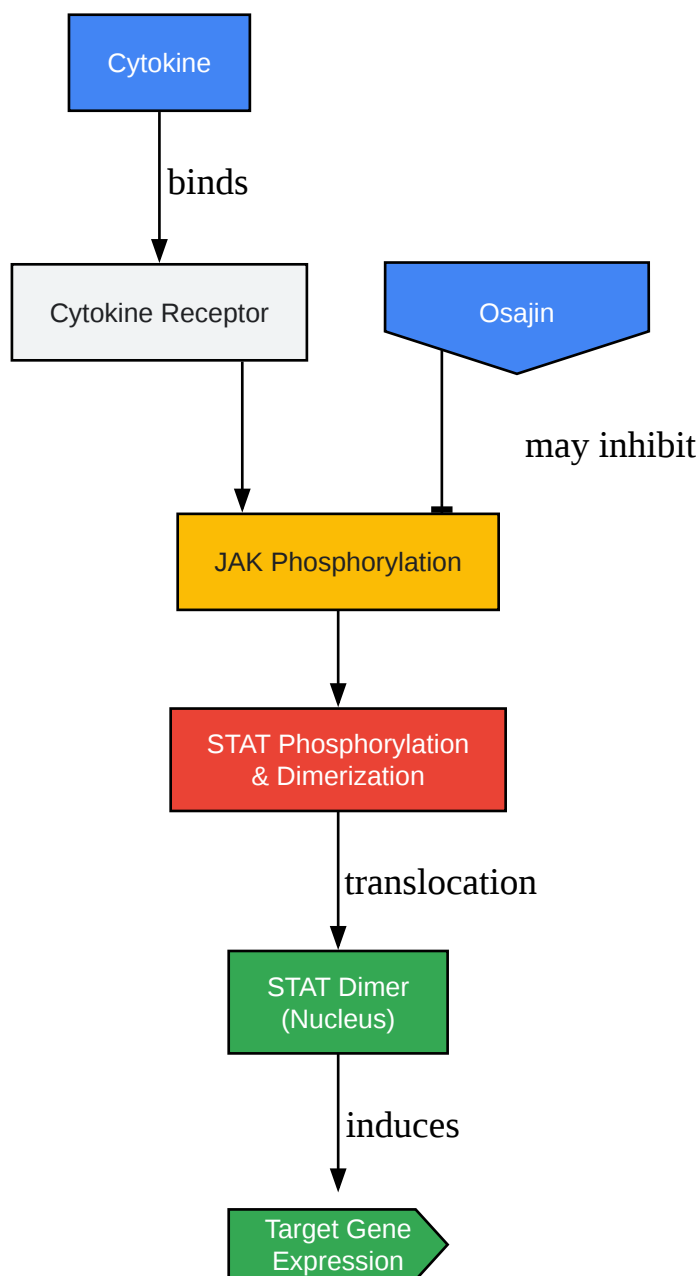 Cytokine
binds
Cytokine Receptor
Osajin
may inhibit
JAK Phosphorylation
STAT Phosphorylation
& Dimerization
translocation
STAT Dimer
(Nucleus)
induces
Target Gene
Expression